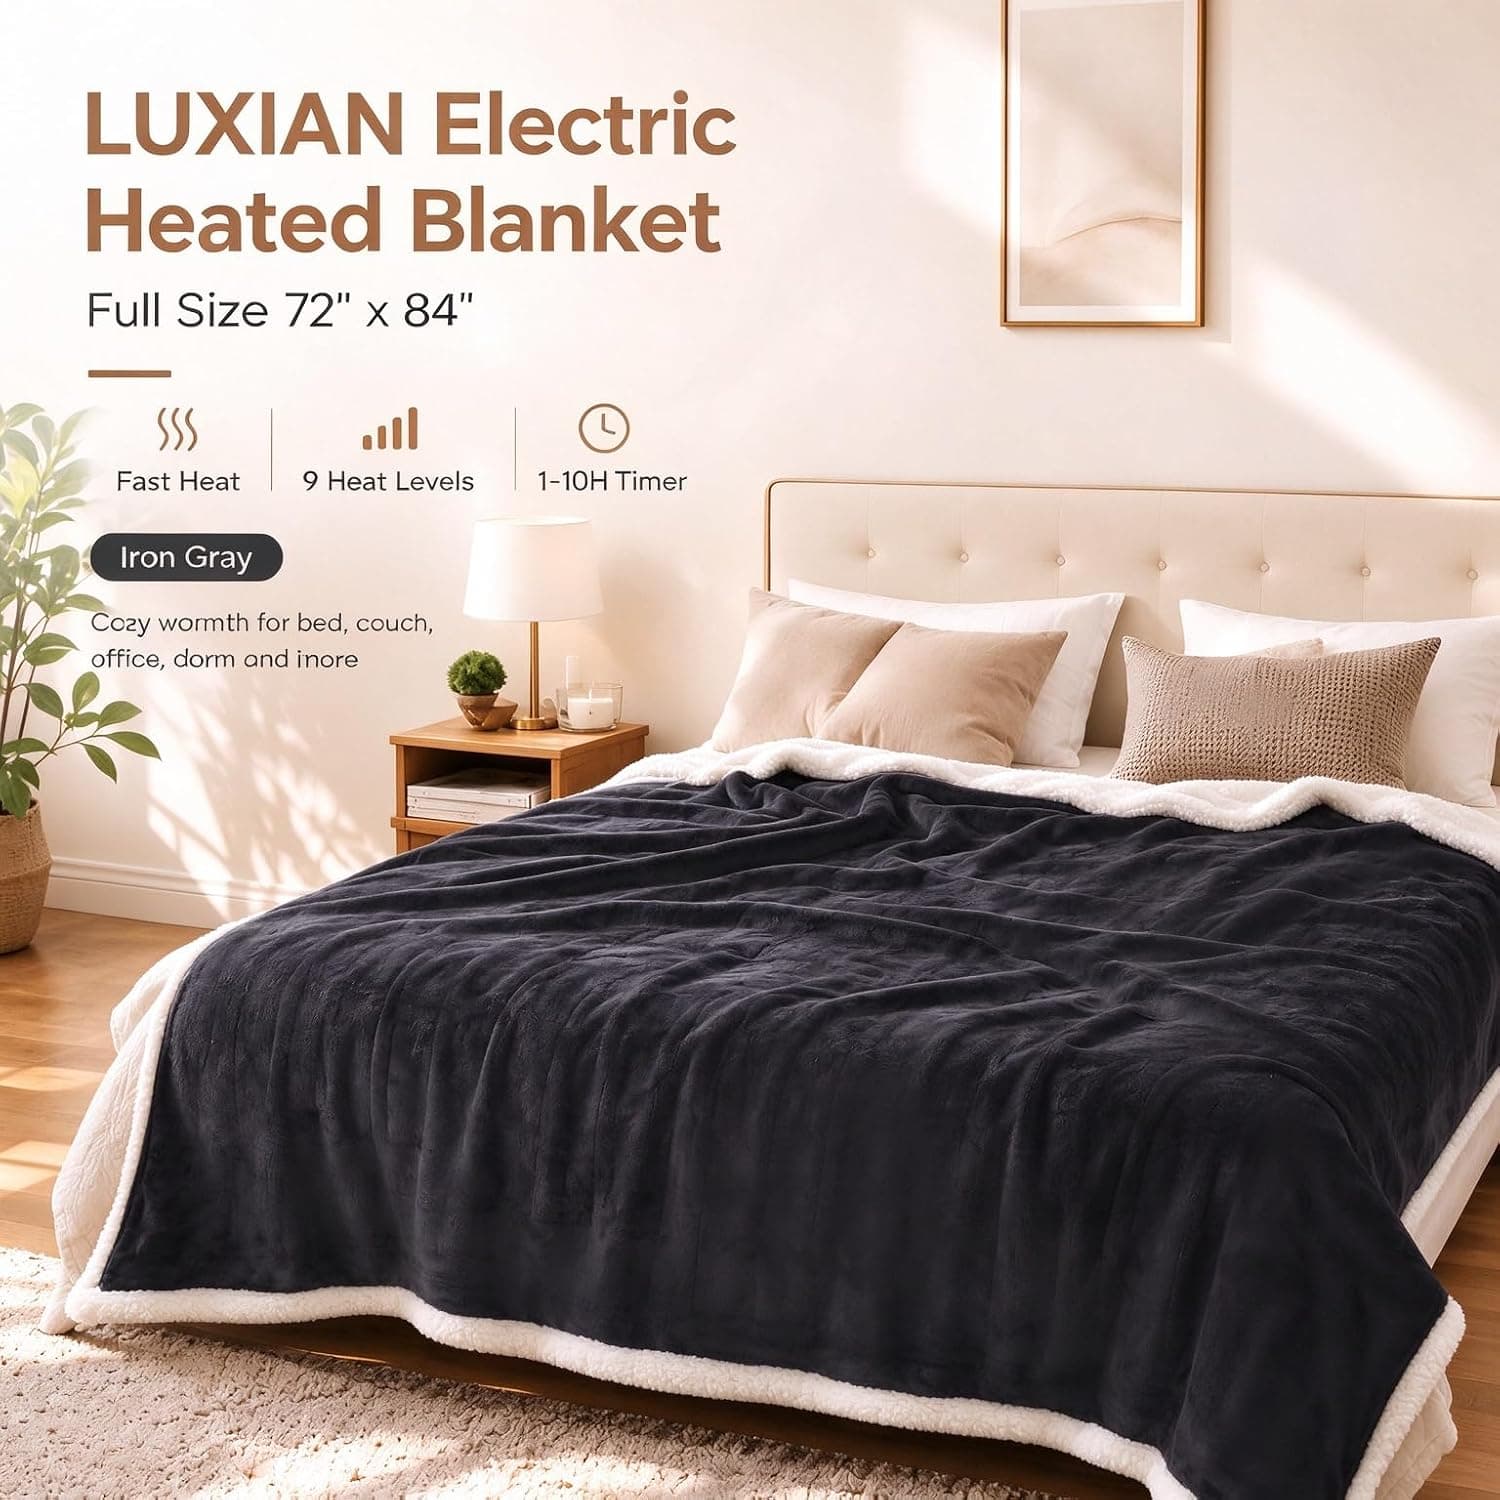 LUXIAN Electric
Heated Blanket
Full Size 72" x 84"
Fast Heat
9 Heat Levels
1-10H Timer
Iron Gray
Cozy wormth for bed, couch,
office, dorm and inore